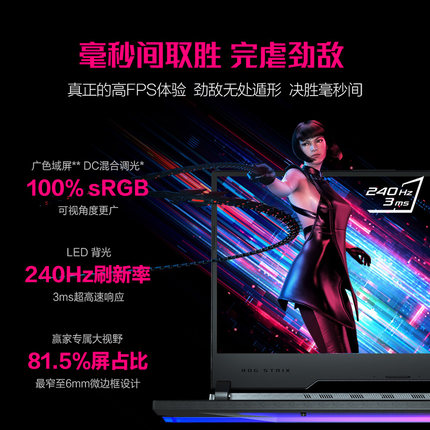 毫秒间取胜 完虐劲敌
真正的高FPS体验 劲敌无处遁形 决胜毫秒间
广色域屏** DC混合调光*
100% sRGB
可视角度更广
LED 背光
240Hz刷新率
3ms超高速响应
赢家专属大视野
81.5%屏占比
最窄至6mm微边框设计
240Hz
3ms
ROG STRIX